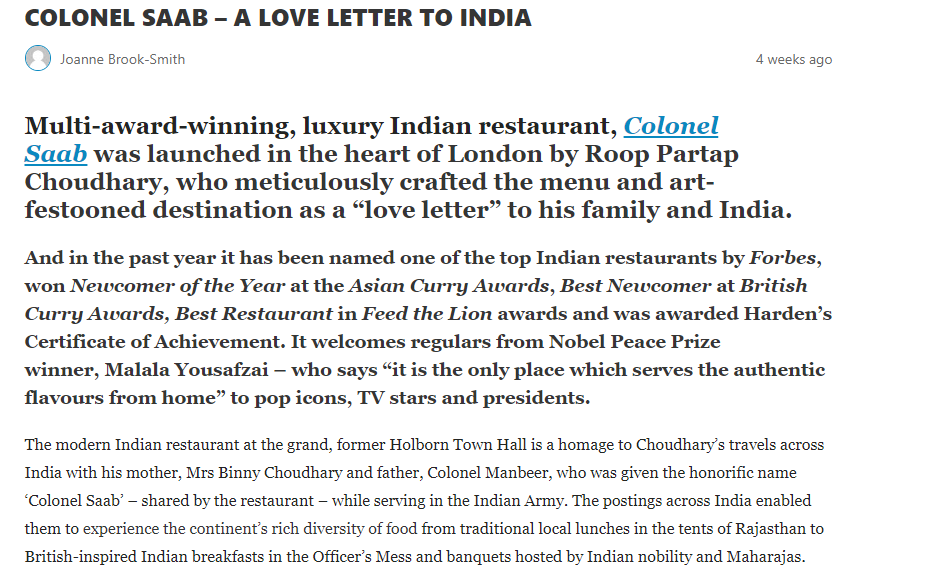 COLONEL SAAB – A LOVE LETTER TO INDIA
Joanne Brook-Smith
4 weeks ago
Multi-award-winning, luxury Indian restaurant, Colonel
Saab was launched in the heart of London by Roop Partap
Choudhary, who meticulously crafted the menu and art-
festooned destination as a “love letter” to his family and India.
And in the past year it has been named one of the top Indian restaurants by Forbes,
won Newcomer of the Year at the Asian Curry Awards, Best Newcomer at British
Curry Awards, Best Restaurant in Feed the Lion awards and was awarded Harden’s
Certificate of Achievement. It welcomes regulars from Nobel Peace Prize
winner, Malala Yousafzai – who says “it is the only place which serves the authentic
flavours from home” to pop icons, TV stars and presidents.
The modern Indian restaurant at the grand, former Holborn Town Hall is a homage to Choudhary’s travels across
India with his mother, Mrs Binny Choudhary and father, Colonel Manbeer, who was given the honorific name
‘Colonel Saab’ – shared by the restaurant – while serving in the Indian Army. The postings across India enabled
them to experience the continent’s rich diversity of food from traditional local lunches in the tents of Rajasthan to
British-inspired Indian breakfasts in the Officer’s Mess and banquets hosted by Indian nobility and Maharajas.